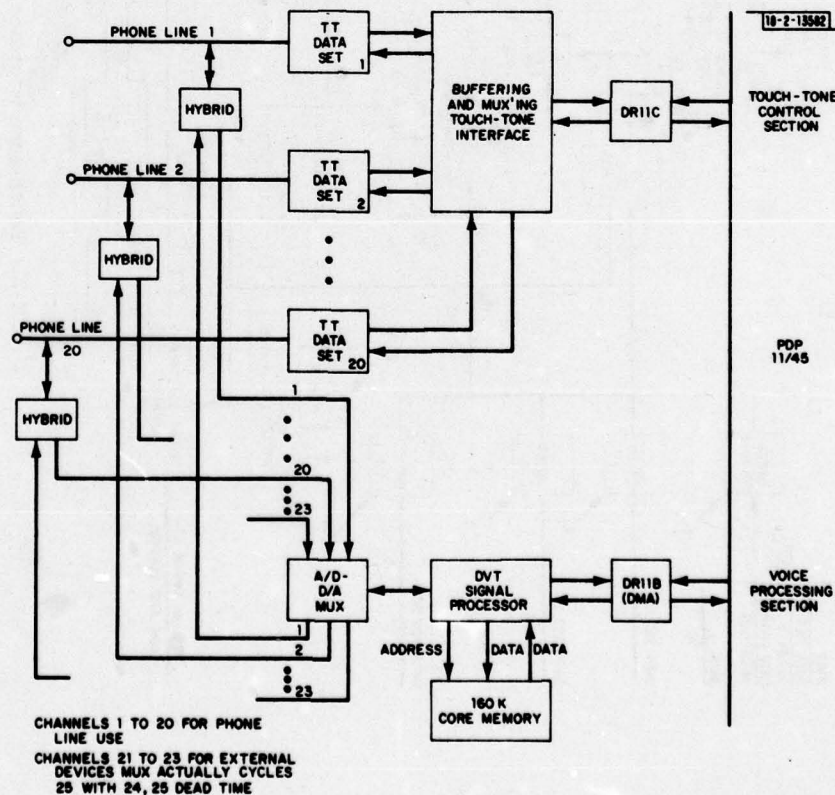 18-2-13582
PHONE LINE 1
TT
DATA
SET
1
BUFFERING
AND MUX'ING
TOUCH-TONE
INTERFACE
DR11C
TOUCH-TONE
CONTROL
SECTION
HYBRID
PHONE LINE 2
TT
DATA
SET
2
HYBRID
PHONE LINE
20
TT
DATA
SET
20
PDP
11/45
HYBRID
1
20
23
A/D-
D/A
MUX
DVT
SIGNAL
PROCESSOR
DR11B
(DMA)
VOICE
PROCESSING
SECTION
1
2
23
ADDRESS
DATA
DATA
160 K
CORE MEMORY
CHANNELS 1 TO 20 FOR PHONE
LINE USE
CHANNELS 21 TO 23 FOR EXTERNAL
DEVICES MUX ACTUALLY CYCLES
25 WITH 24, 25 DEAD TIME